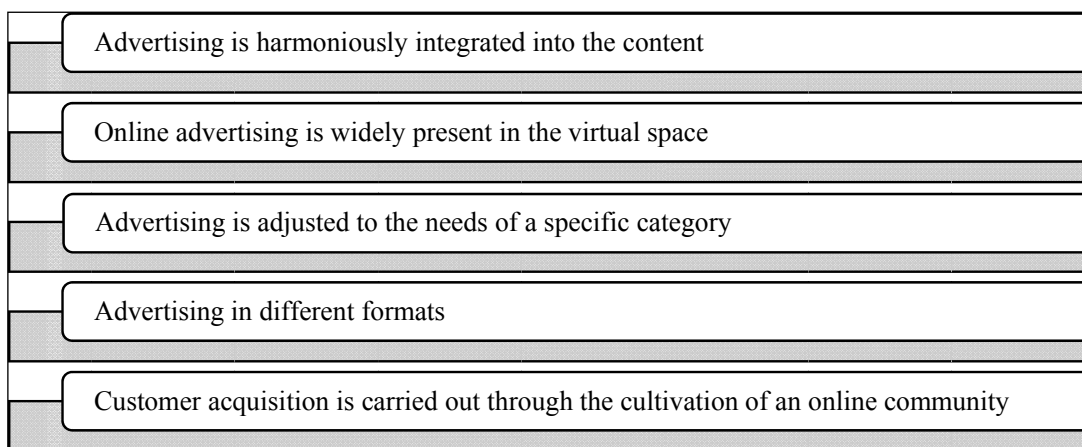 Advertising is harmoniously integrated into the content
Online advertising is widely present in the virtual space
Advertising is adjusted to the needs of a specific category
Advertising in different formats
Customer acquisition is carried out through the cultivation of an online community